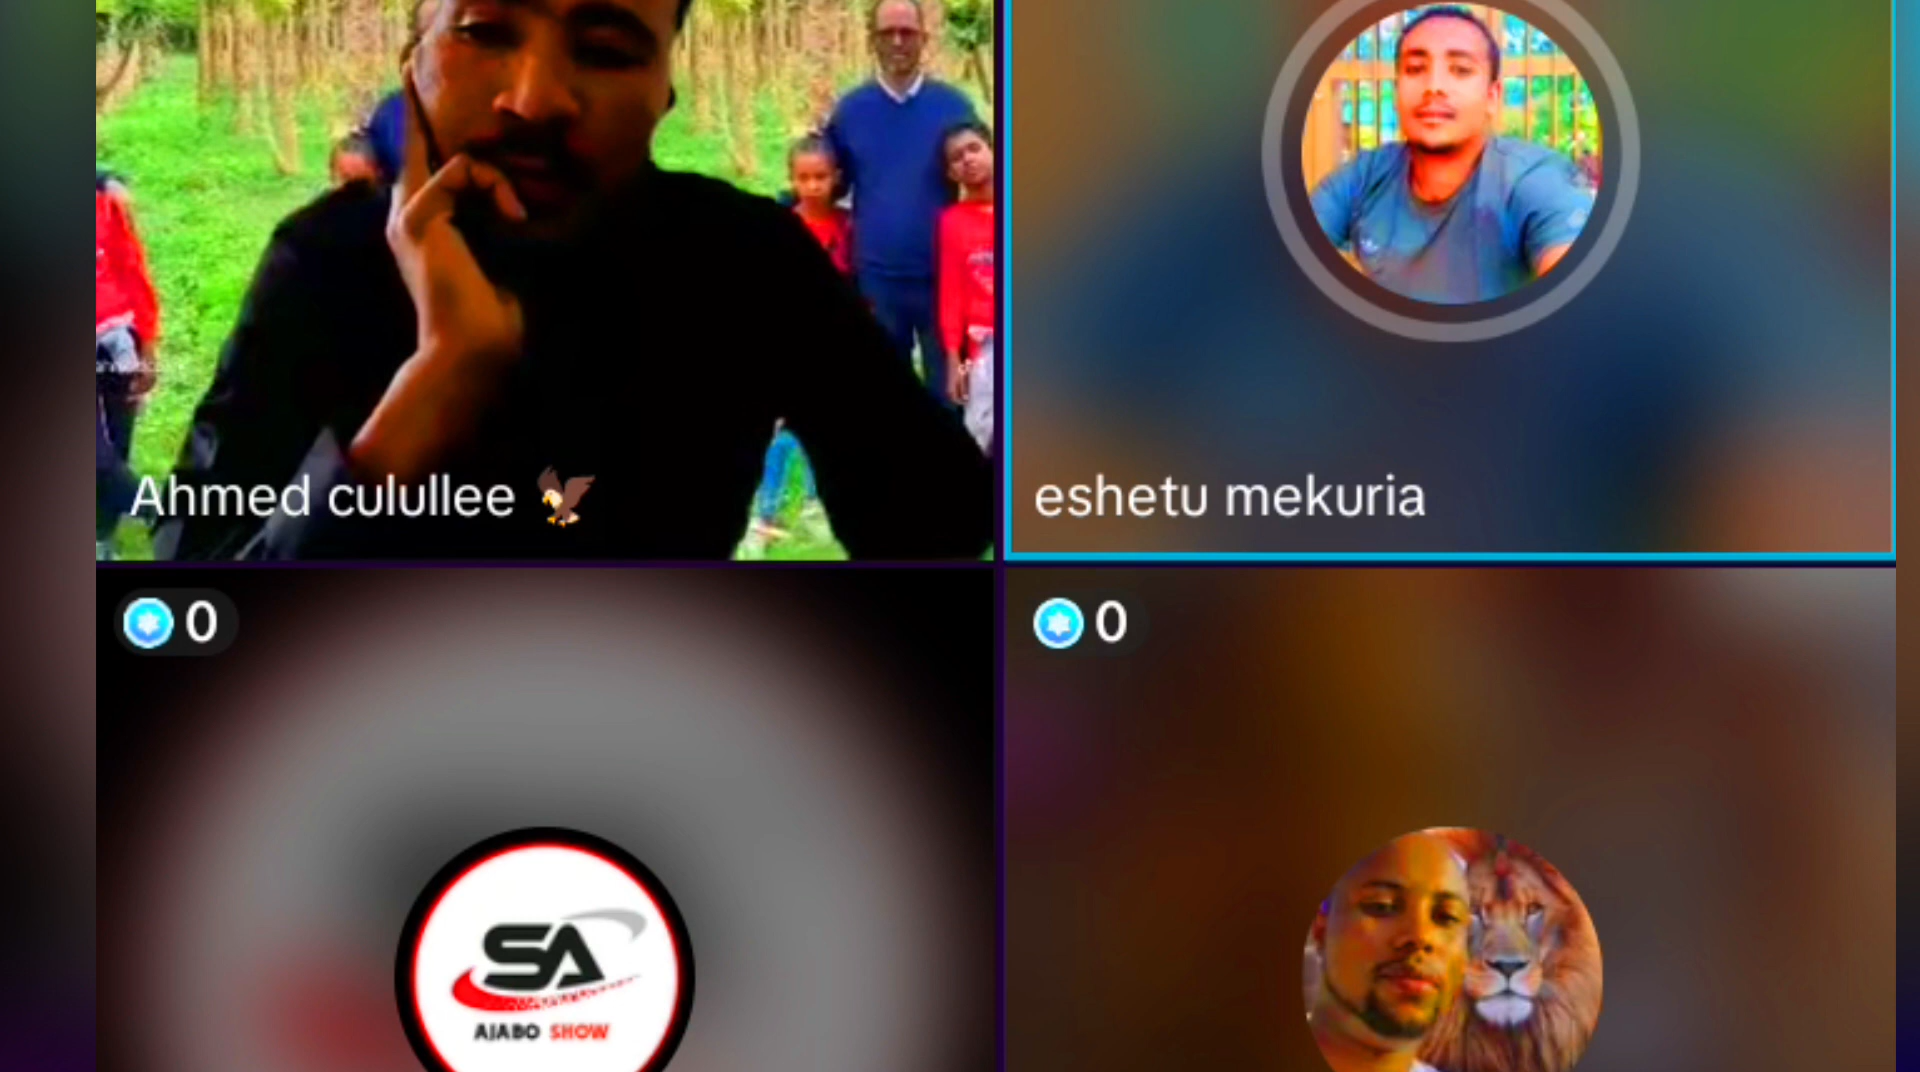 Ahmed culullee 🦅
eshetu mekuria
0
0
SA
AJABO SHOW